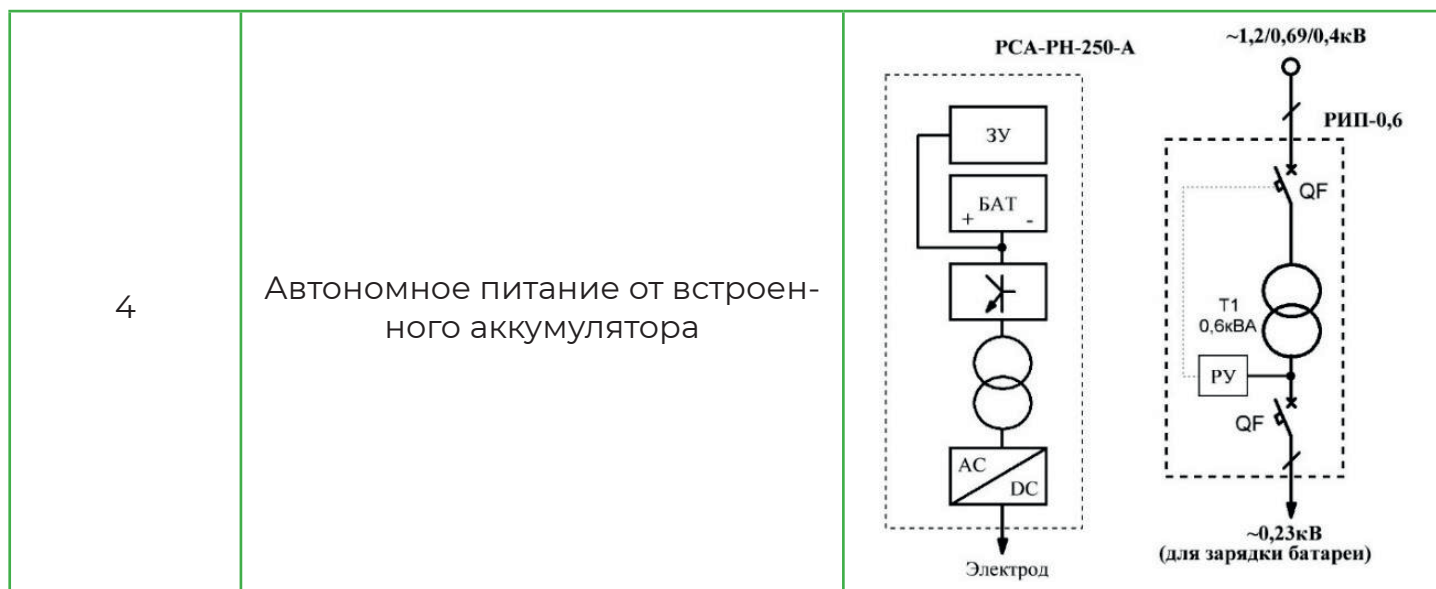 4
Автономное питание от встроен-
ного аккумулятора
РСА-РН-250-А
ЗУ
БАТ
+ -
AC
DC
Электрод
~1,2/0,69/0,4кВ
РИП-0,6
QF
Т1
0,6кВА
РУ
QF
~0,23кВ
(для зарядки батареи)